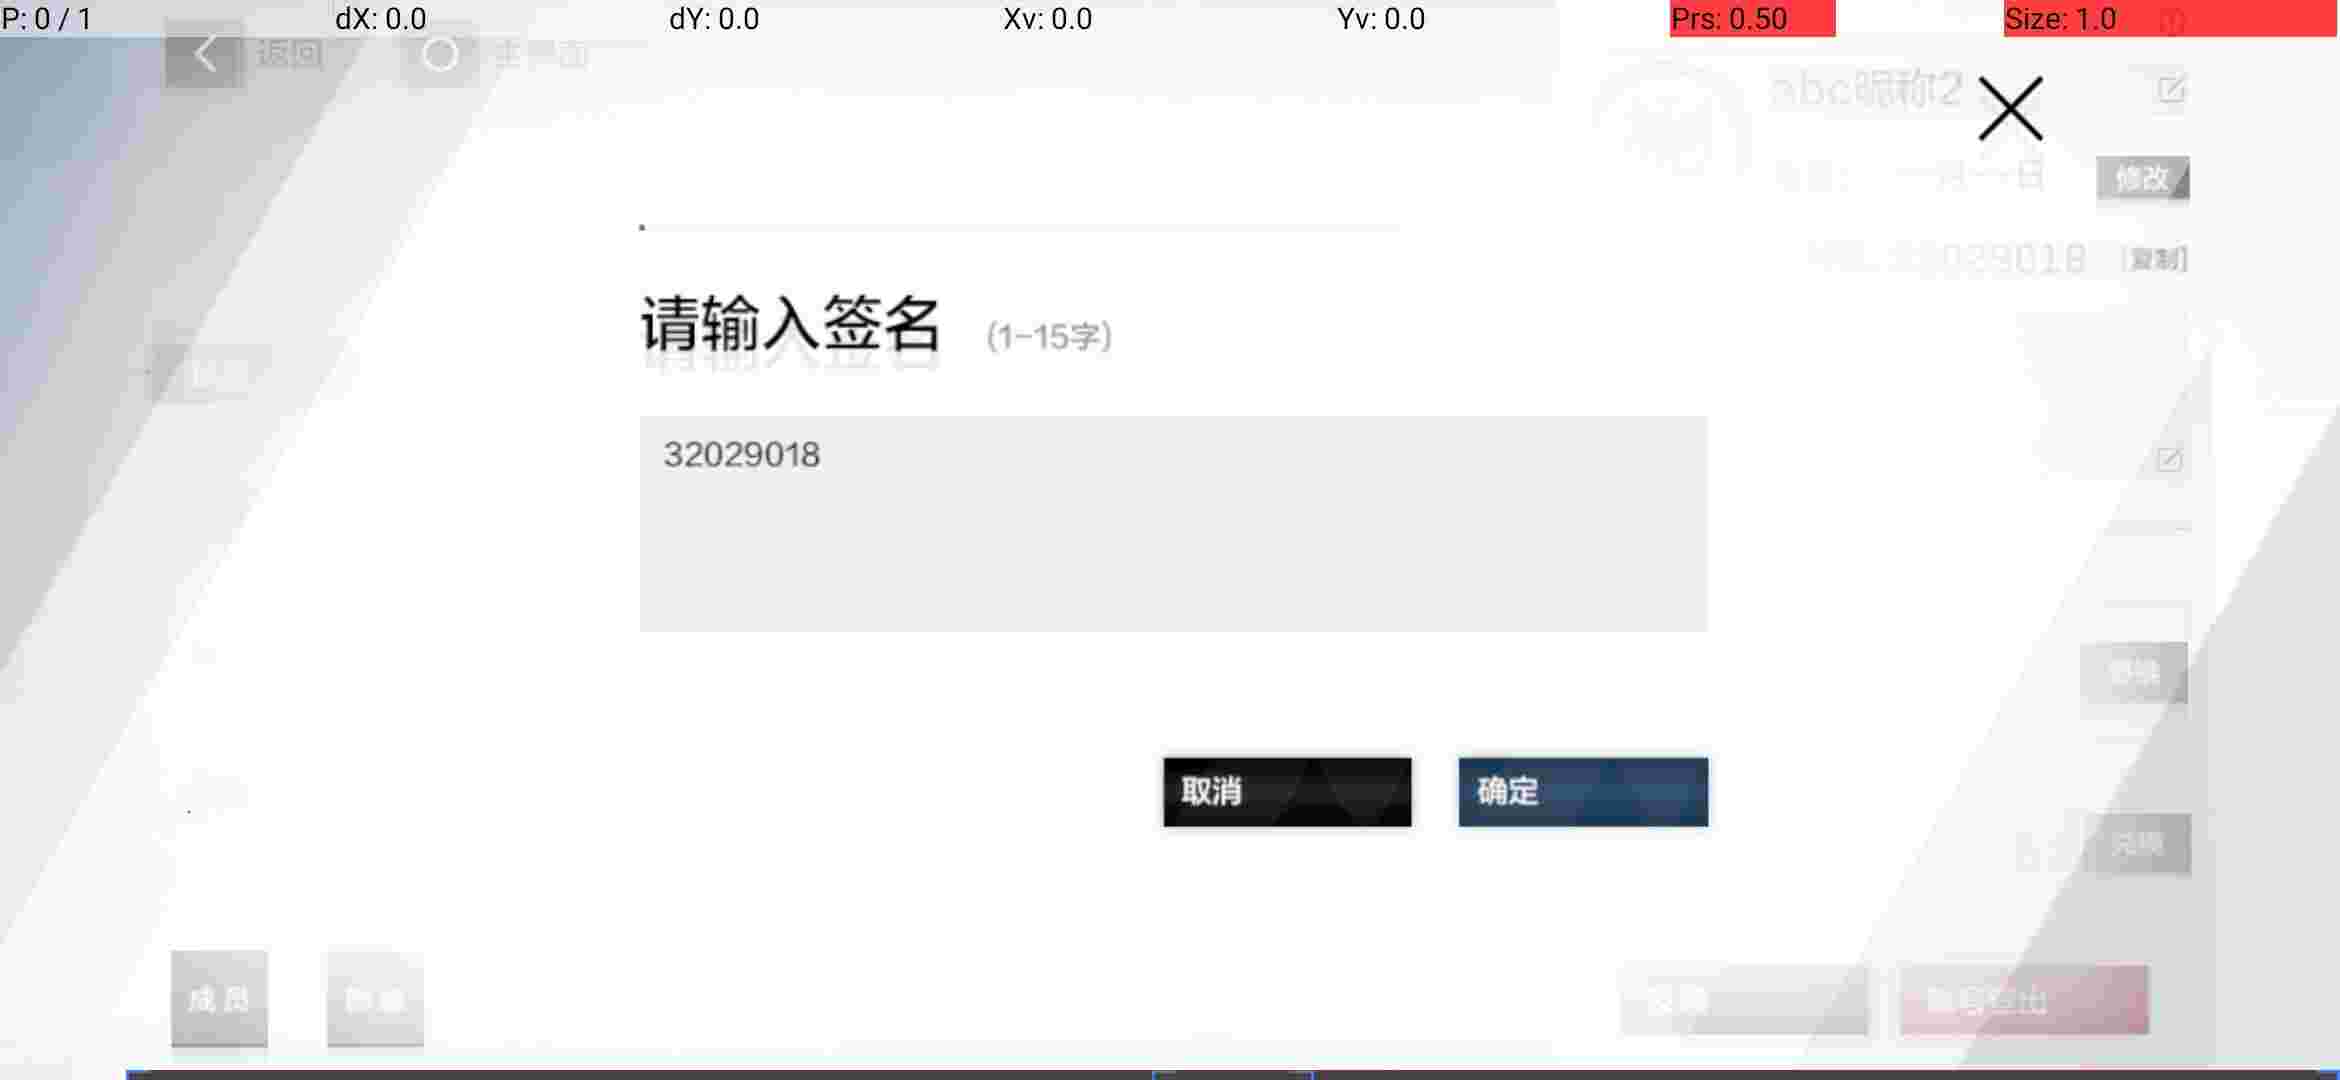 P: 0 / 1 dX: 0.0 dY: 0.0 Xv: 0.0 Yv: 0.0 Prs: 0.50 Size: 1.0
返回 主界面
abc昵称2
日 修改
029018 [复制]
请输入签名 (1-15字)
32029018
取消 确定
成员